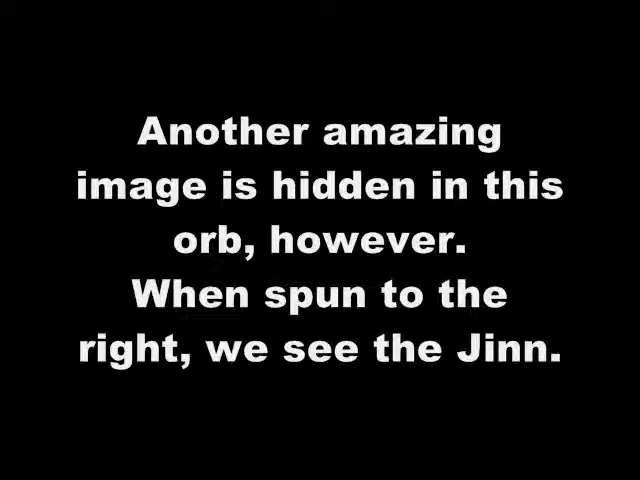 Another amazing
image is hidden in this
orb, however.
When spun to the
right, we see the Jinn.